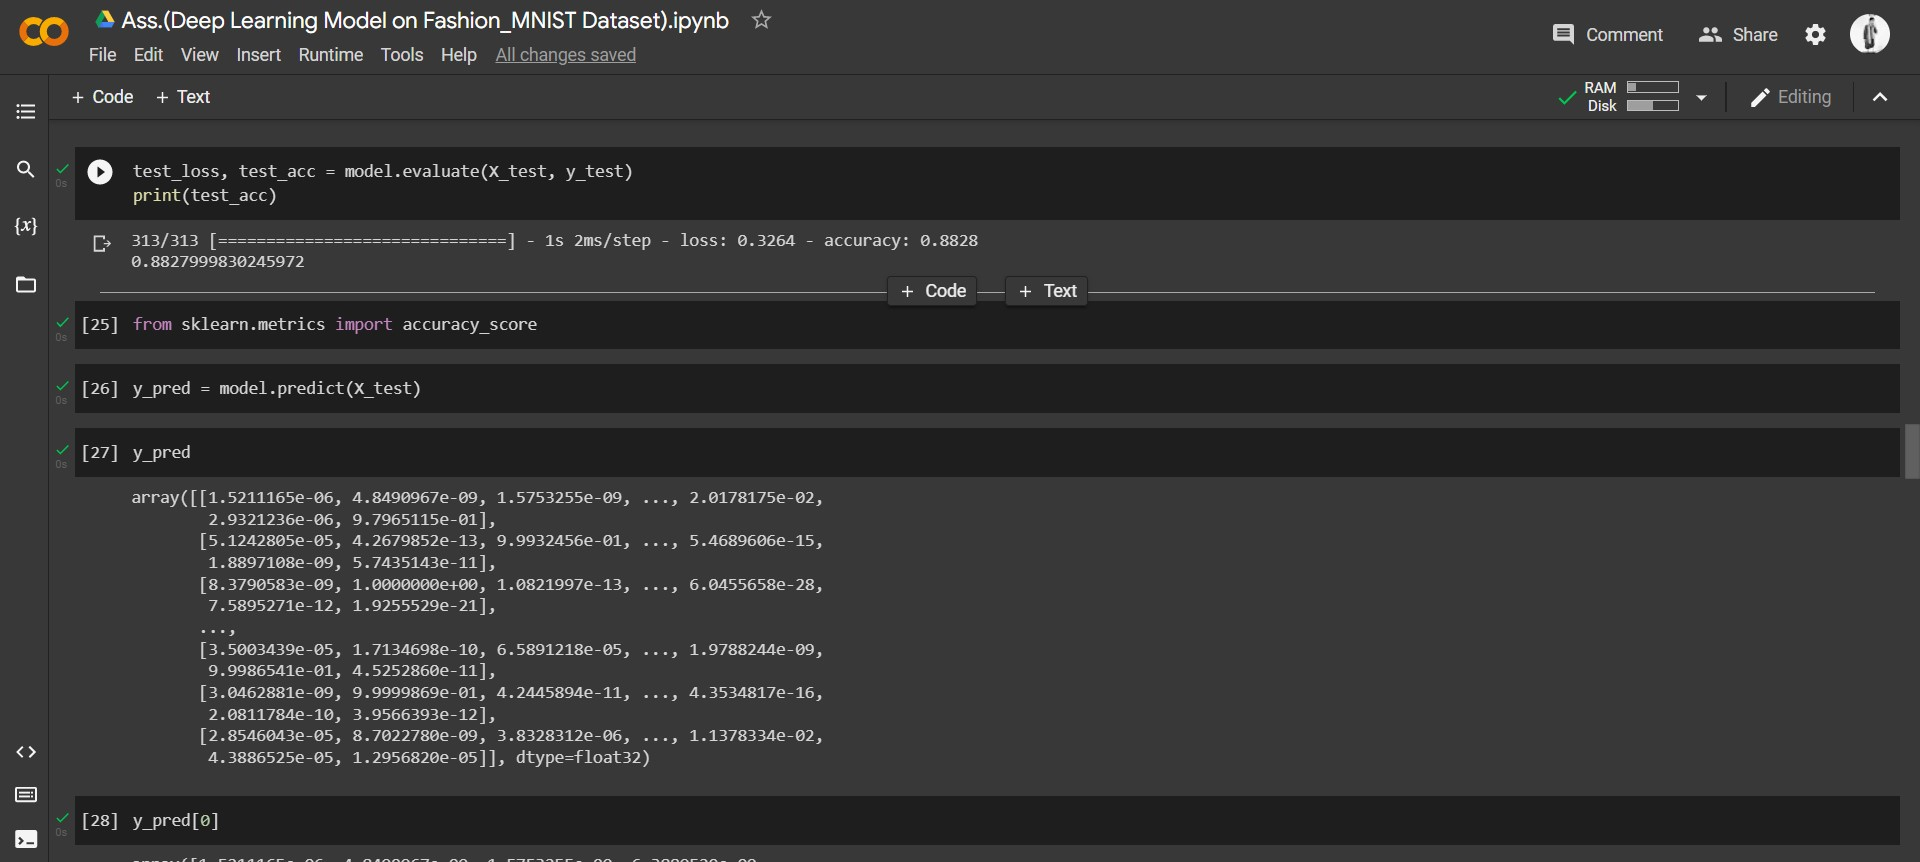 Ass.(Deep Learning Model on Fashion_MNIST Dataset).ipynb
File Edit View Insert Runtime Tools Help All changes saved
Comment Share
+ Code + Text
RAM
Disk
Editing
0s
test_loss, test_acc = model.evaluate(X_test, y_test)
print(test_acc)
313/313 [==============================] - 1s 2ms/step - loss: 0.3264 - accuracy: 0.8828
0.8827999830245972
+ Code + Text
[25] from sklearn.metrics import accuracy_score
0s
[26] y_pred = model.predict(X_test)
0s
[27] y_pred
0s
array([[1.5211165e-06, 4.8490967e-09, 1.5753255e-09, ..., 2.0178175e-02,
2.9321236e-06, 9.7965115e-01],
[5.1242805e-05, 4.2679852e-13, 9.9932456e-01, ..., 5.4689606e-15,
1.8897108e-09, 5.7435143e-11],
[8.3790583e-09, 1.0000000e+00, 1.0821997e-13, ..., 6.0455658e-28,
7.5895271e-12, 1.9255529e-21],
...,
[3.5003439e-05, 1.7134698e-10, 6.5891218e-05, ..., 1.9788244e-09,
9.9986541e-01, 4.5252860e-11],
[3.0462881e-09, 9.9999869e-01, 4.2445894e-11, ..., 4.3534817e-16,
2.0811784e-10, 3.9566393e-12],
[2.8546043e-05, 8.7022780e-09, 3.8328312e-06, ..., 1.1378334e-02,
4.3886525e-05, 1.2956820e-05]], dtype=float32)
[28] y_pred[0]
0s